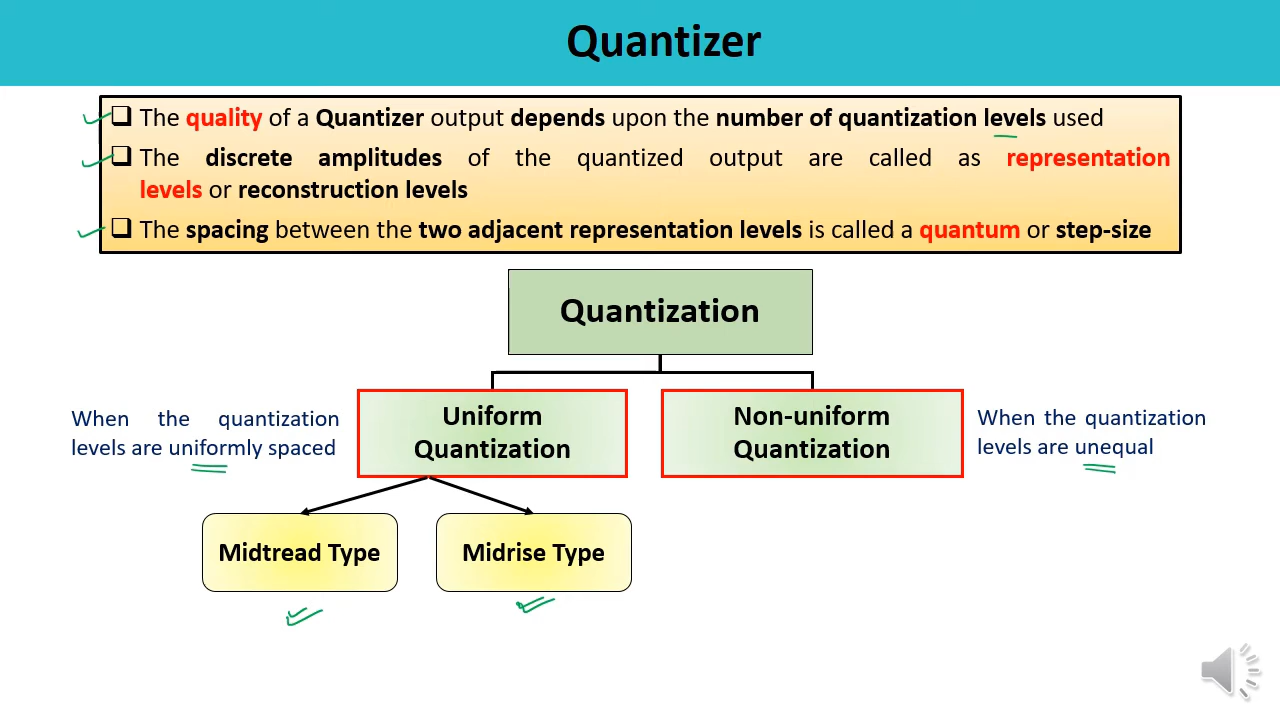 Quantizer
The quality of a Quantizer output depends upon the number of quantization levels used
The discrete amplitudes of the quantized output are called as representation
levels or reconstruction levels
The spacing between the two adjacent representation levels is called a quantum or step-size
Quantization
When the quantization
levels are uniformly spaced
Uniform
Quantization
Non-uniform
Quantization
When the quantization
levels are unequal
Midtread Type
Midrise Type